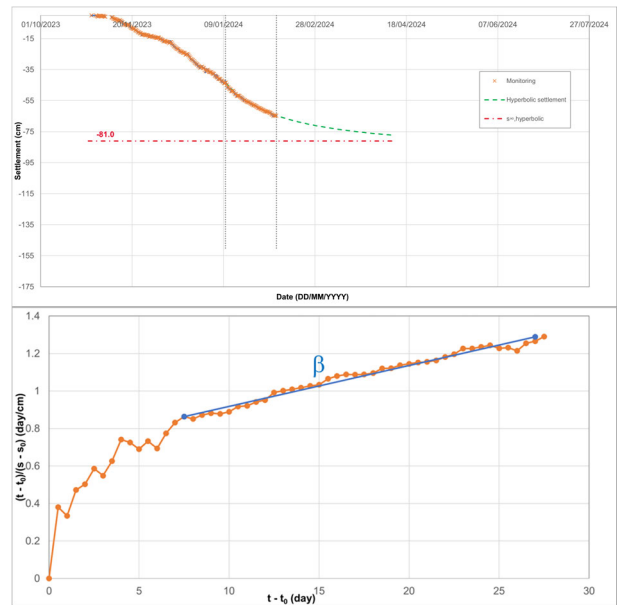 01/10/2023 20/11/2023 09/01/2024 28/02/2024 18/04/2024 07/06/2024 27/07/2024
-15
-35
-55
-75
-95
-115
-135
-155
-175
Settlement (cm)
Monitoring
Hyperbolic settlement
s∞,hyperbolic
-81.0
Date (DD/MM/YYYY)
1.4
1.2
1
0.8
0.6
0.4
0.2
0
(t - t0)/(s - s0) (day/cm)
β
0 5 10 15 20 25 30
t - t0 (day)